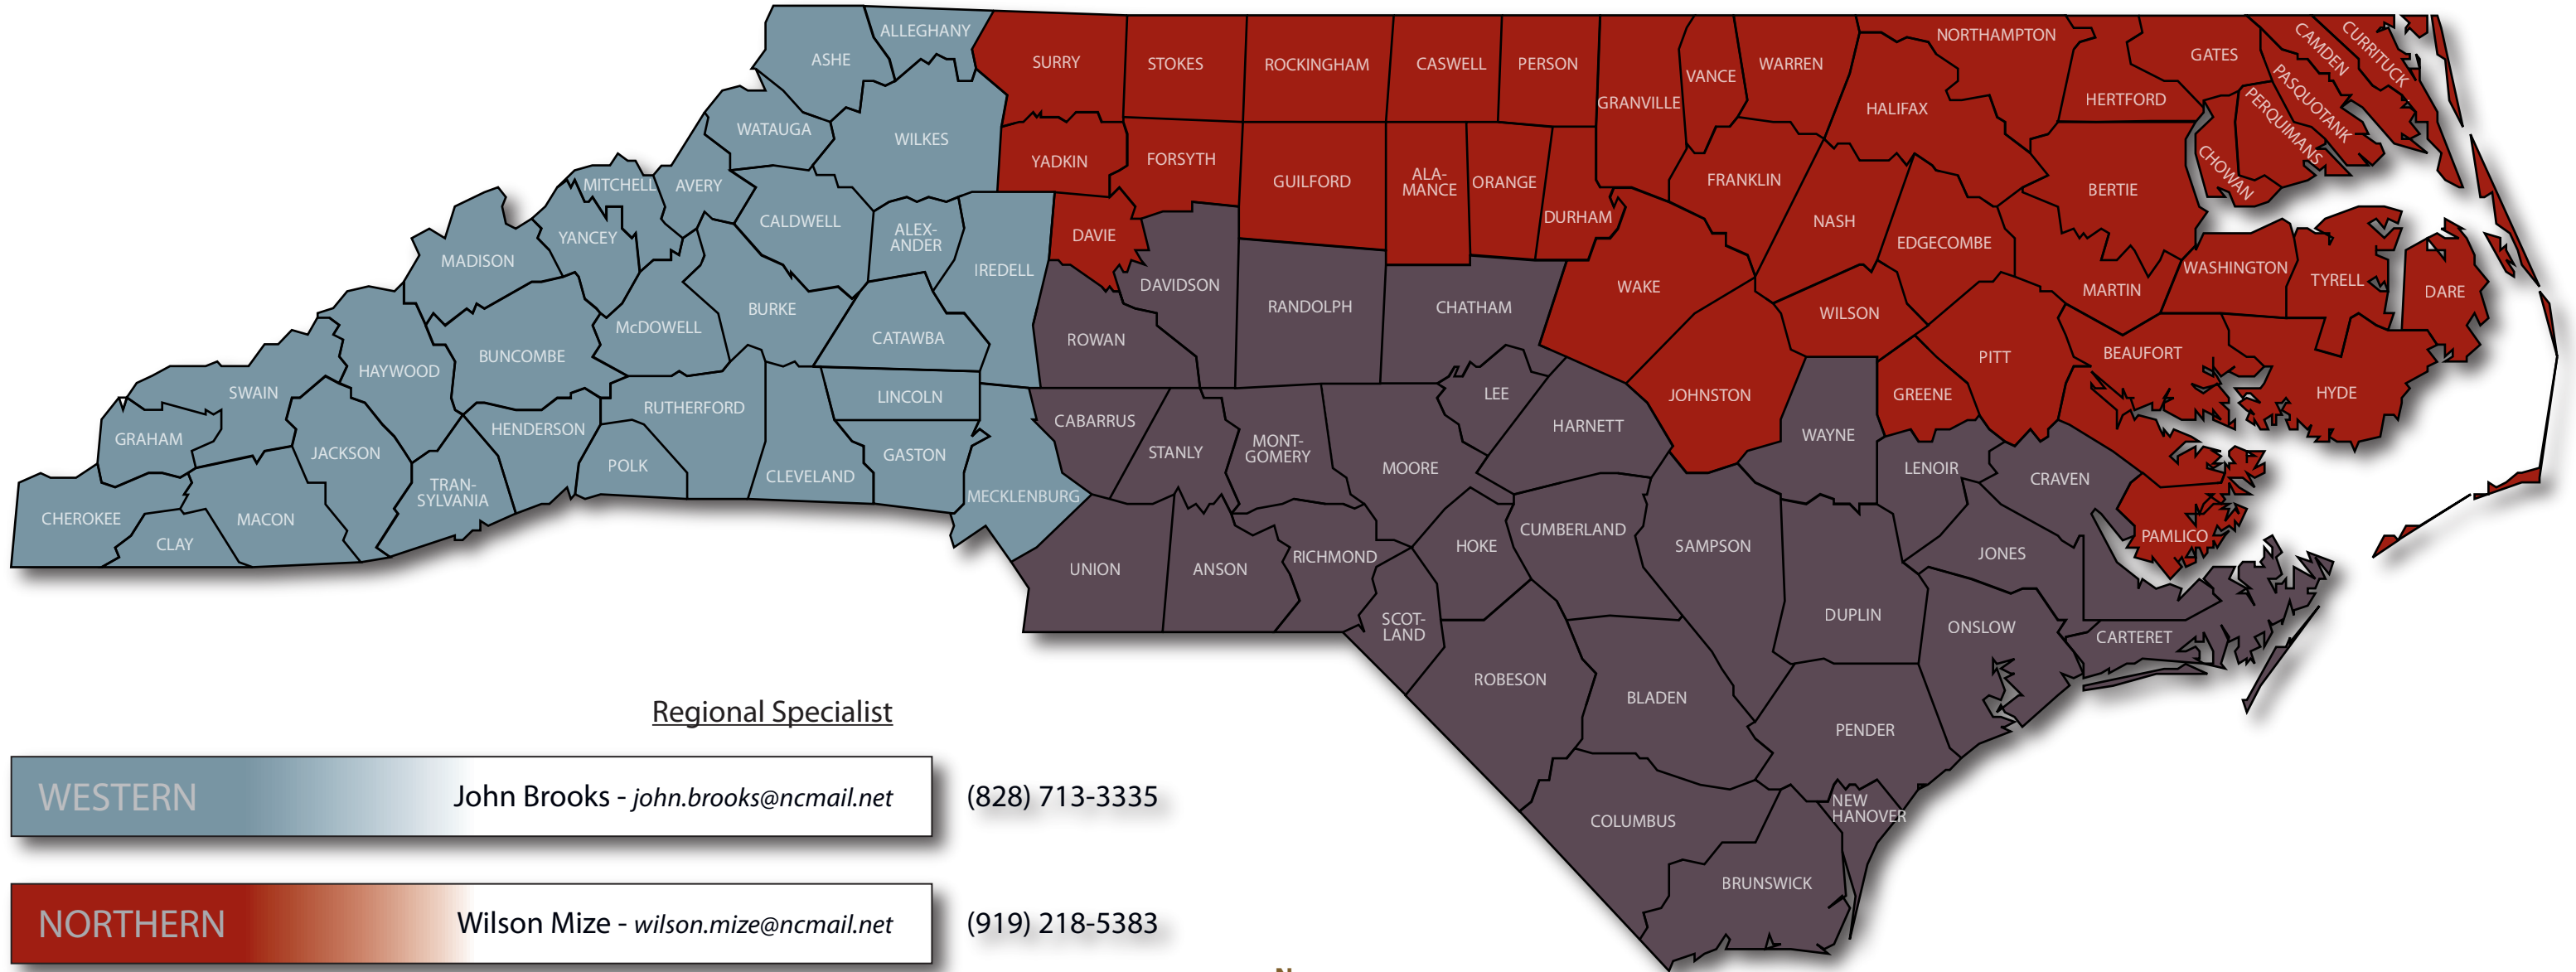 ALLEGHANY
ASHE
SURRY
STOKES
ROCKINGHAM
CASWELL
PERSON
GRANVILLE
VANCE
WARREN
NORTHAMPTON
HALIFAX
HERTFORD
GATES
CAMDEN
CURRITUCK
PASQUOTANK
PERQUIMANS
CHOWAN
WATAUGA
WILKES
YADKIN
FORSYTH
GUILFORD
ALA-
MANCE
ORANGE
DURHAM
FRANKLIN
NASH
EDGECOMBE
BERTIE
MITCHELL
AVERY
YANCEY
CALDWELL
ALEX-
ANDER
IREDELL
DAVIE
DAVIDSON
RANDOLPH
CHATHAM
WAKE
WILSON
MARTIN
WASHINGTON
TYRELL
DARE
MADISON
McDOWELL
BURKE
CATAWBA
ROWAN
JOHNSTON
GREENE
PITT
BEAUFORT
HYDE
BUNCOMBE
HAYWOOD
SWAIN
GRAHAM
JACKSON
HENDERSON
RUTHERFORD
POLK
CLEVELAND
LINCOLN
GASTON
MECKLENBURG
CABARRUS
STANLY
MONT-
GOMERY
MOORE
LEE
HARNETT
WAYNE
LENOIR
CRAVEN
PAMLICO
CHEROKEE
CLAY
MACON
TRAN-
SYLVANIA
UNION
ANSON
RICHMOND
SCOT-
LAND
HOKE
CUMBERLAND
SAMPSON
DUPLIN
JONES
ONSLOW
CARTERET
ROBESON
BLADEN
PENDER
COLUMBUS
NEW
HANOVER
BRUNSWICK
Regional Specialist
WESTERN John Brooks - john.brooks@ncmail.net (828) 713-3335
NORTHERN Wilson Mize - wilson.mize@ncmail.net (919) 218-5383